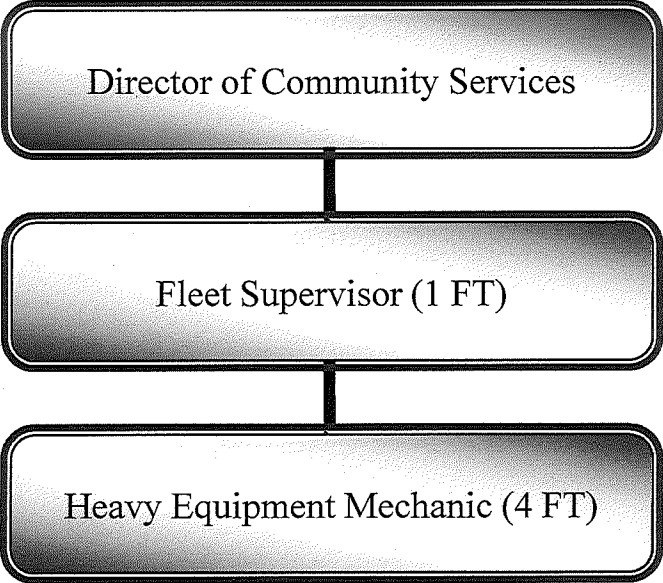 Director of Community Services
Fleet Supervisor (1 FT)
Heavy Equipment Mechanic (4 FT)